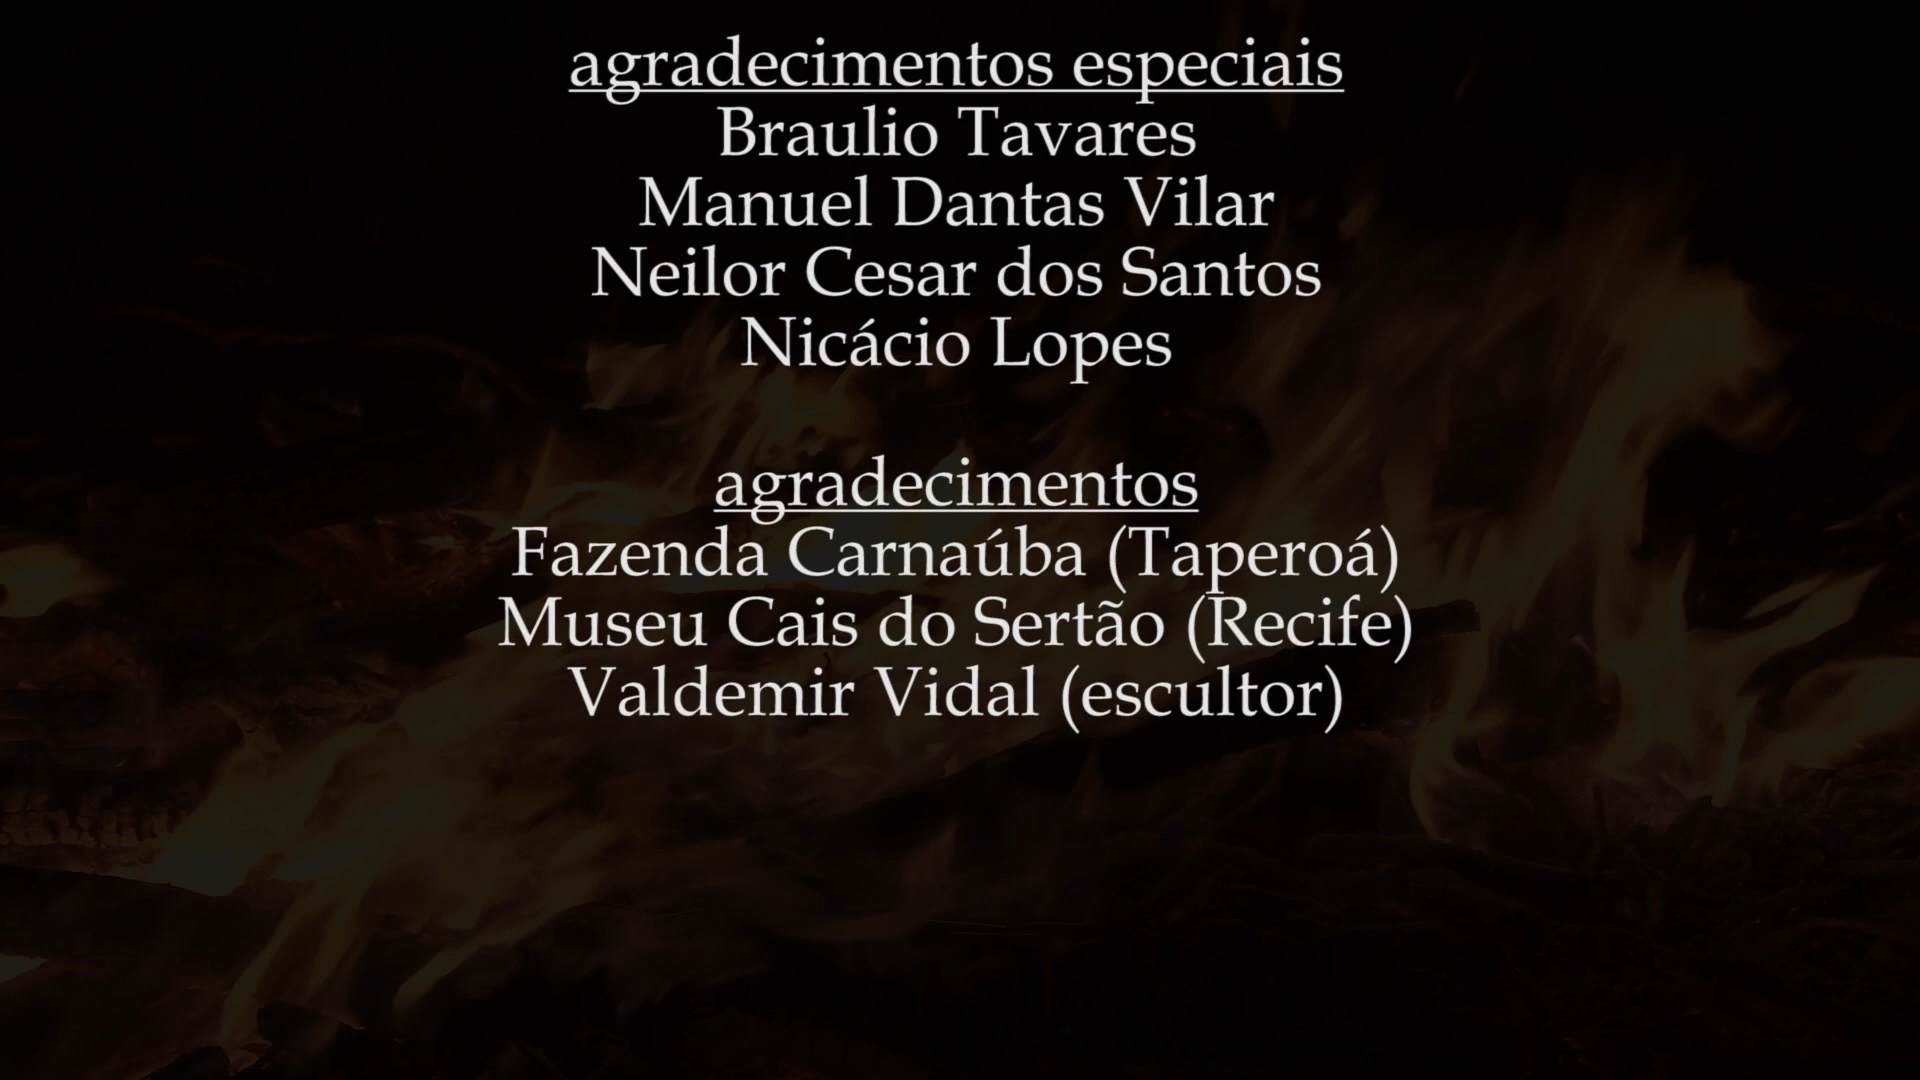 agradecimentos especiais
Braulio Tavares
Manuel Dantas Vilar
Neilor Cesar dos Santos
Nicácio Lopes
agradecimentos
Fazenda Carnaúba (Taperoá)
Museu Cais do Sertão (Recife)
Valdemir Vidal (escultor)